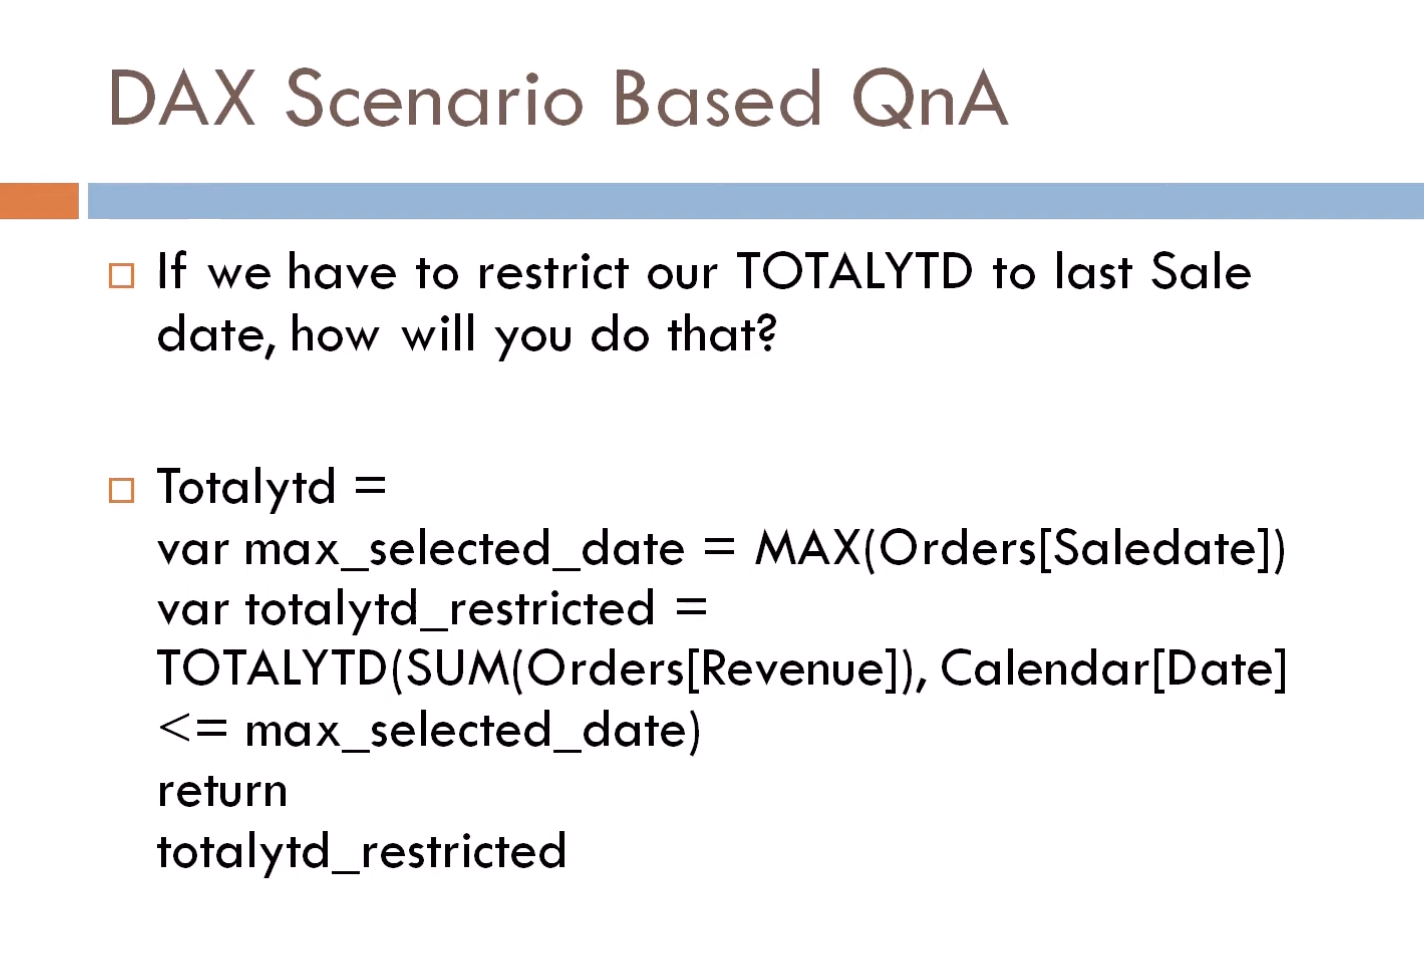 DAX Scenario Based QnA
If we have to restrict our TOTALYTD to last Sale
date, how will you do that?
Totalytd =
var max_selected_date = MAX(Orders[Saledate])
var totalytd_restricted =
TOTALYTD(SUM(Orders[Revenue]), Calendar[Date]
<= max_selected_date)
return
totalytd_restricted